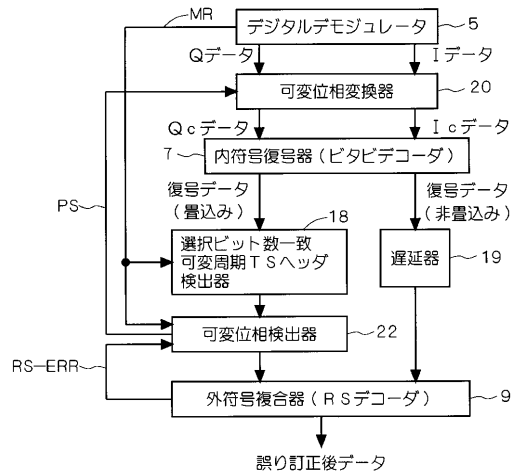 MR
デジタルデモジュレータ
5
Qデータ
Iデータ
可変位相変換器
20
Qcデータ
Icデータ
7
内符号復号器(ビタビデコーダ)
復号データ
(畳込み)
復号データ
(非畳込み)
PS
18
選択ビット数一致
可変周期TSヘッダ
検出器
遅延器
19
可変位相検出器
22
RS-ERR
外符号複合器(RSデコーダ)
9
誤り訂正後データ